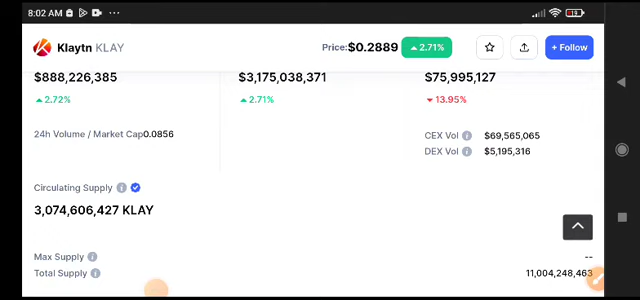 8:02 AM
19
Klaytn KLAY
Price:$0.2889 ▲ 2.71%
+ Follow
$888,226,385 $3,175,038,371 $75,995,127
▲ 2.72% ▲ 2.71% ▼ 13.95%
24h Volume / Market Cap0.0856
CEX Vol $69,565,065
DEX Vol $5,195,316
Circulating Supply
3,074,606,427 KLAY
Max Supply --
Total Supply 11,004,248,463